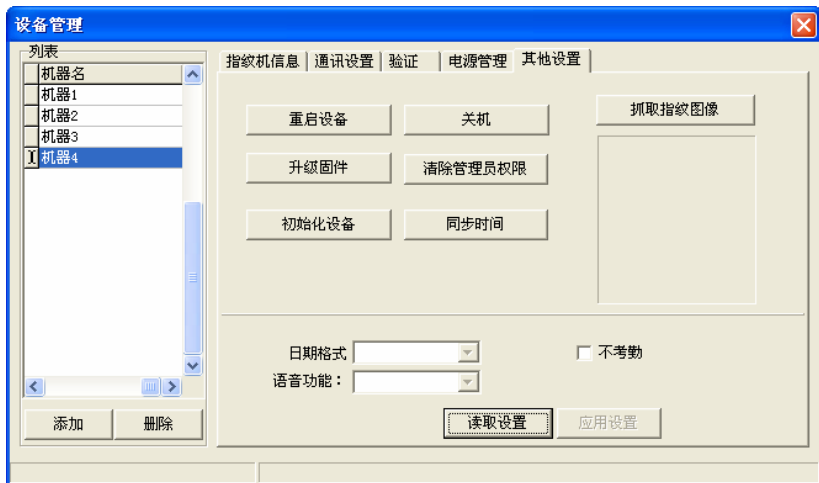 设备管理
列表
机器名
机器1
机器2
机器3
机器4
添加
删除
指纹机信息
通讯设置
验证
电源管理
其他设置
重启设备
关机
抓取指纹图像
升级固件
清除管理员权限
初始化设备
同步时间
日期格式
不考勤
语音功能：
读取设置
应用设置